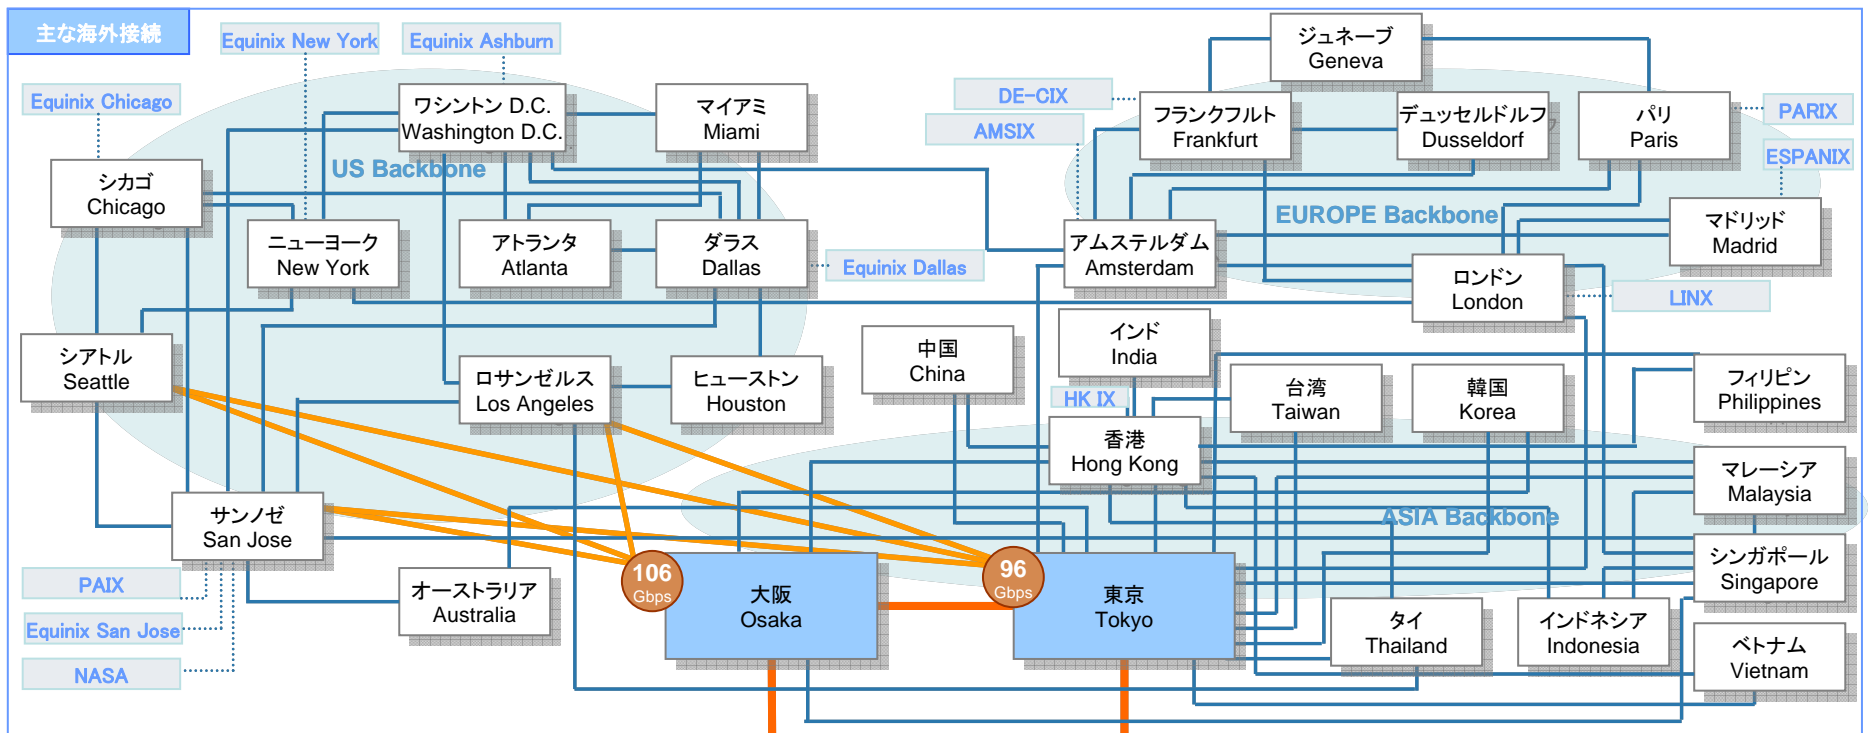 主な海外接続
Equinix New York
Equinix Ashburn
Equinix Chicago
ワシントン D.C.
Washington D.C.
マイアミ
Miami
US Backbone
シカゴ
Chicago
ニューヨーク
New York
アトランタ
Atlanta
ダラス
Dallas
Equinix Dallas
シアトル
Seattle
ロサンゼルス
Los Angeles
ヒューストン
Houston
サンノゼ
San Jose
PAIX
Equinix San Jose
NASA
オーストラリア
Australia
ジュネーブ
Geneva
DE-CIX
AMSIX
フランクフルト
Frankfurt
デュッセルドルフ
Dusseldorf
パリ
Paris
PARIX
ESPANIX
EUROPE Backbone
マドリッド
Madrid
アムステルダム
Amsterdam
ロンドン
London
LINX
中国
China
インド
India
HK IX
香港
Hong Kong
台湾
Taiwan
韓国
Korea
フィリピン
Philippines
マレーシア
Malaysia
ASIA Backbone
シンガポール
Singapore
106
Gbps
大阪
Osaka
96
Gbps
東京
Tokyo
タイ
Thailand
インドネシア
Indonesia
ベトナム
Vietnam